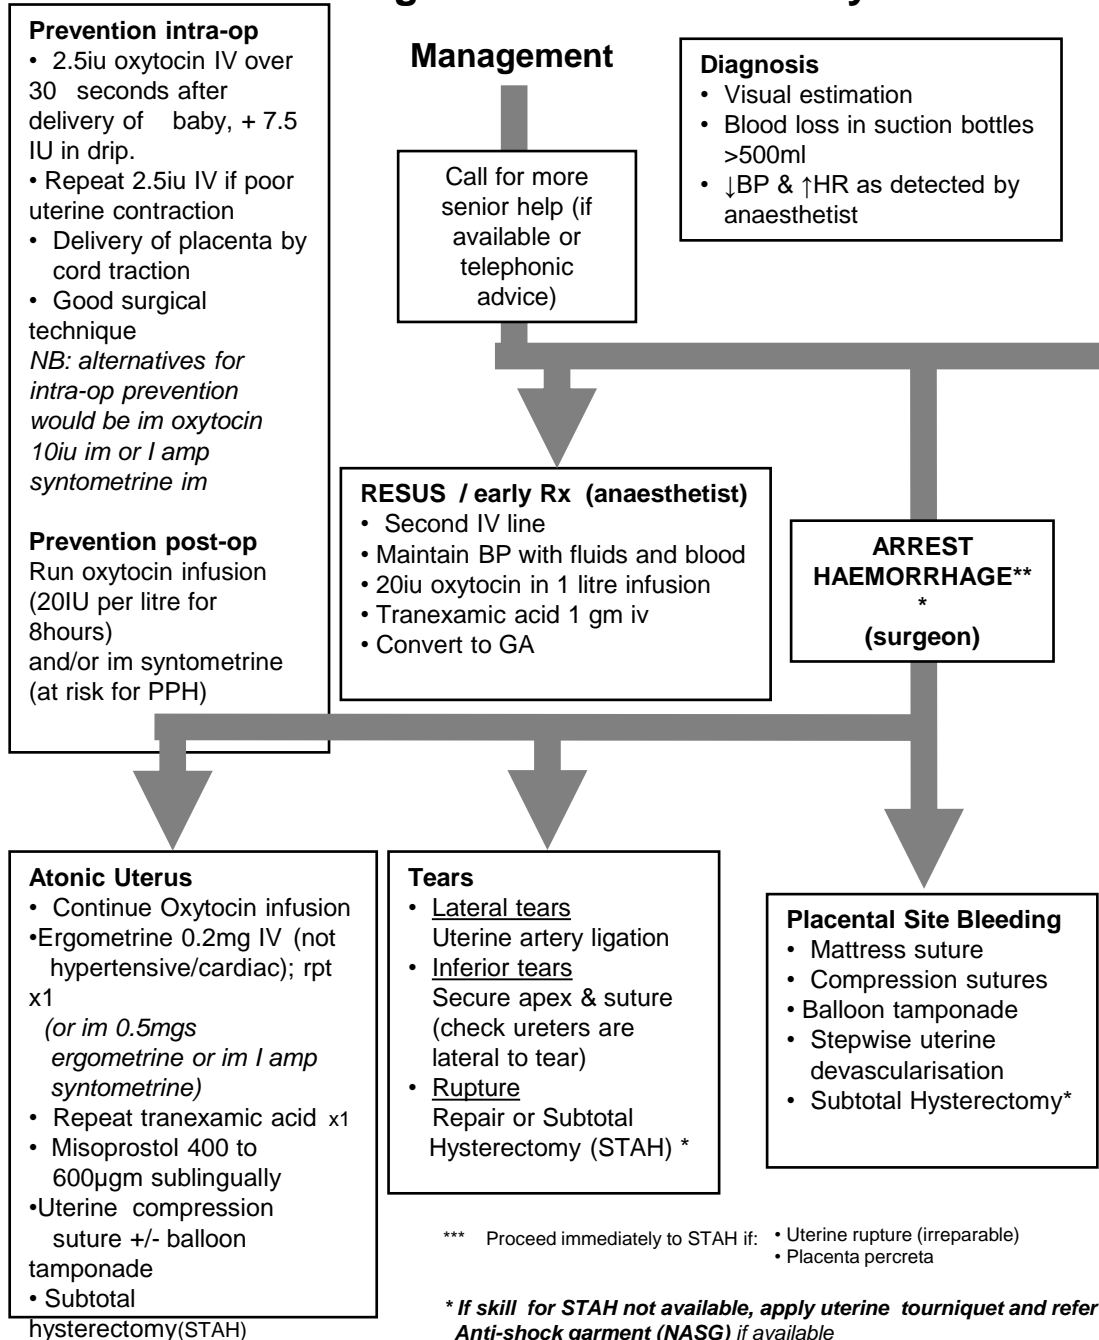 Prevention intra-op
• 2.5iu oxytocin IV over
30 seconds after
delivery of baby, + 7.5
IU in drip.
• Repeat 2.5iu IV if poor
uterine contraction
• Delivery of placenta by
cord traction
• Good surgical
technique
NB: alternatives for
intra-op prevention
would be im oxytocin
10iu im or I amp
syntometrine im
Prevention post-op
Run oxytocin infusion
(20IU per litre for
8hours)
and/or im syntometrine
(at risk for PPH)
Management
Call for more
senior help (if
available or
telephonic
advice)
Diagnosis
• Visual estimation
• Blood loss in suction bottles
>500ml
• ↓BP & ↑HR as detected by
anaesthetist
RESUS / early Rx (anaesthetist)
• Second IV line
• Maintain BP with fluids and blood
• 20iu oxytocin in 1 litre infusion
• Tranexamic acid 1 gm iv
• Convert to GA
ARREST
HAEMORRHAGE**
*
(surgeon)
Atonic Uterus
• Continue Oxytocin infusion
•Ergometrine 0.2mg IV (not
hypertensive/cardiac); rpt
x1
(or im 0.5mgs
ergometrine or im I amp
syntometrine)
• Repeat tranexamic acid x1
• Misoprostol 400 to
600µgm sublingually
•Uterine compression
suture +/- balloon
tamponade
• Subtotal
hysterectomy(STAH)
Tears
• Lateral tears
Uterine artery ligation
• Inferior tears
Secure apex & suture
(check ureters are
lateral to tear)
• Rupture
Repair or Subtotal
Hysterectomy (STAH) *
Placental Site Bleeding
• Mattress suture
• Compression sutures
• Balloon tamponade
• Stepwise uterine
devascularisation
• Subtotal Hysterectomy*
*** Proceed immediately to STAH if: • Uterine rupture (irreparable)
• Placenta percreta
* If skill for STAH not available, apply uterine tourniquet and refer
Anti-shock garment (NASG) if available